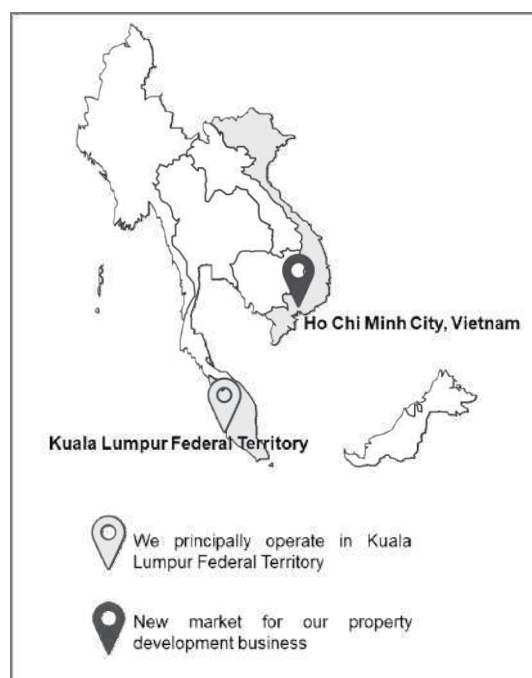 Ho Chi Minh City, Vietnam
Kuala Lumpur Federal Territory
We principally operate in Kuala
Lumpur Federal Territory
New market for our property
development business